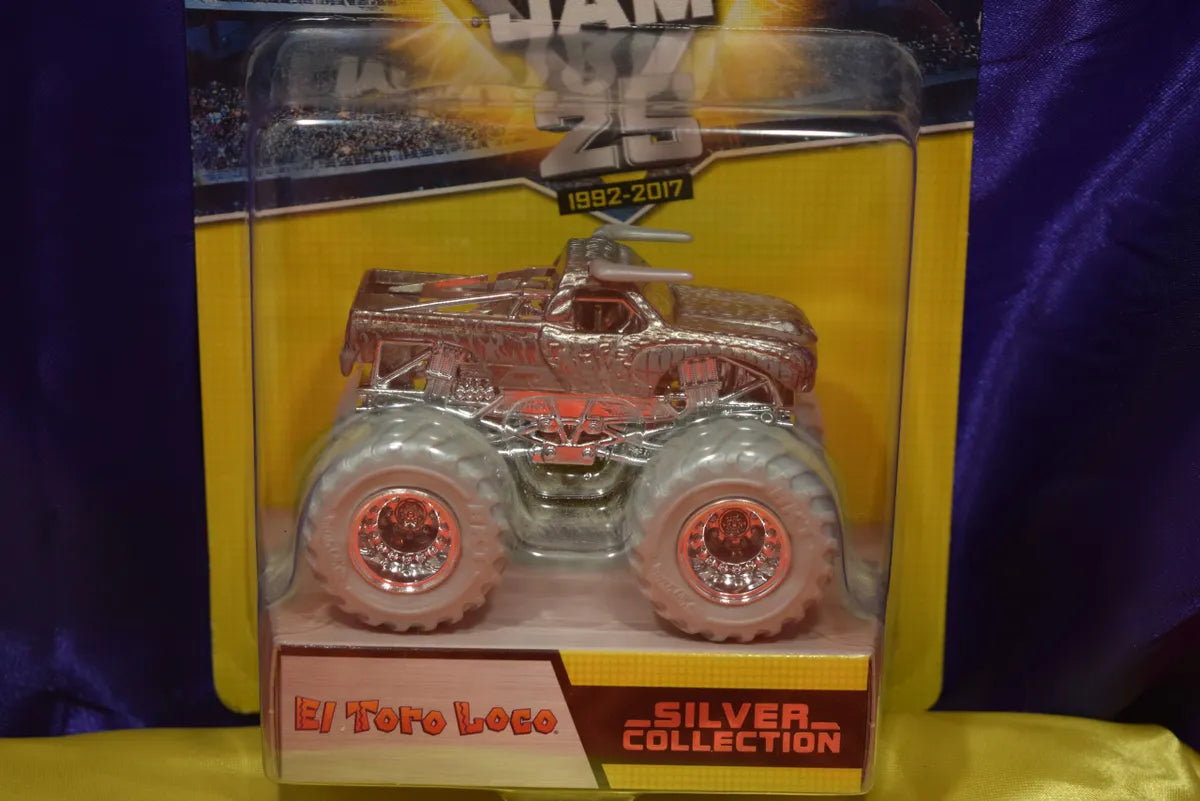 JAM
25
1992-2017
El Toro Loco
SILVER
COLLECTION